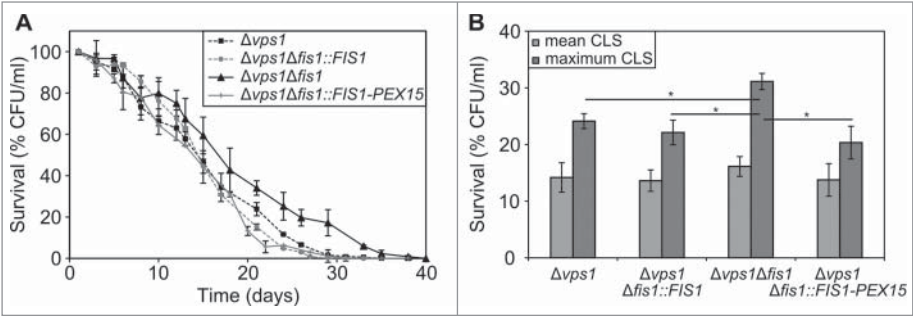 A
Survival (% CFU/ml)
100
80
60
40
20
0
0
10
20
30
40
Time (days)
Δvps1
Δvps1Δfis1::FIS1
Δvps1Δfis1
Δvps1Δfis1::FIS1-PEX15
B
Survival (% CFU/ml)
40
30
20
10
0
mean CLS
maximum CLS
*
*
*
Δvps1
Δvps1
Δfis1::FIS1
Δvps1Δfis1
Δvps1
Δfis1::FIS1-PEX15